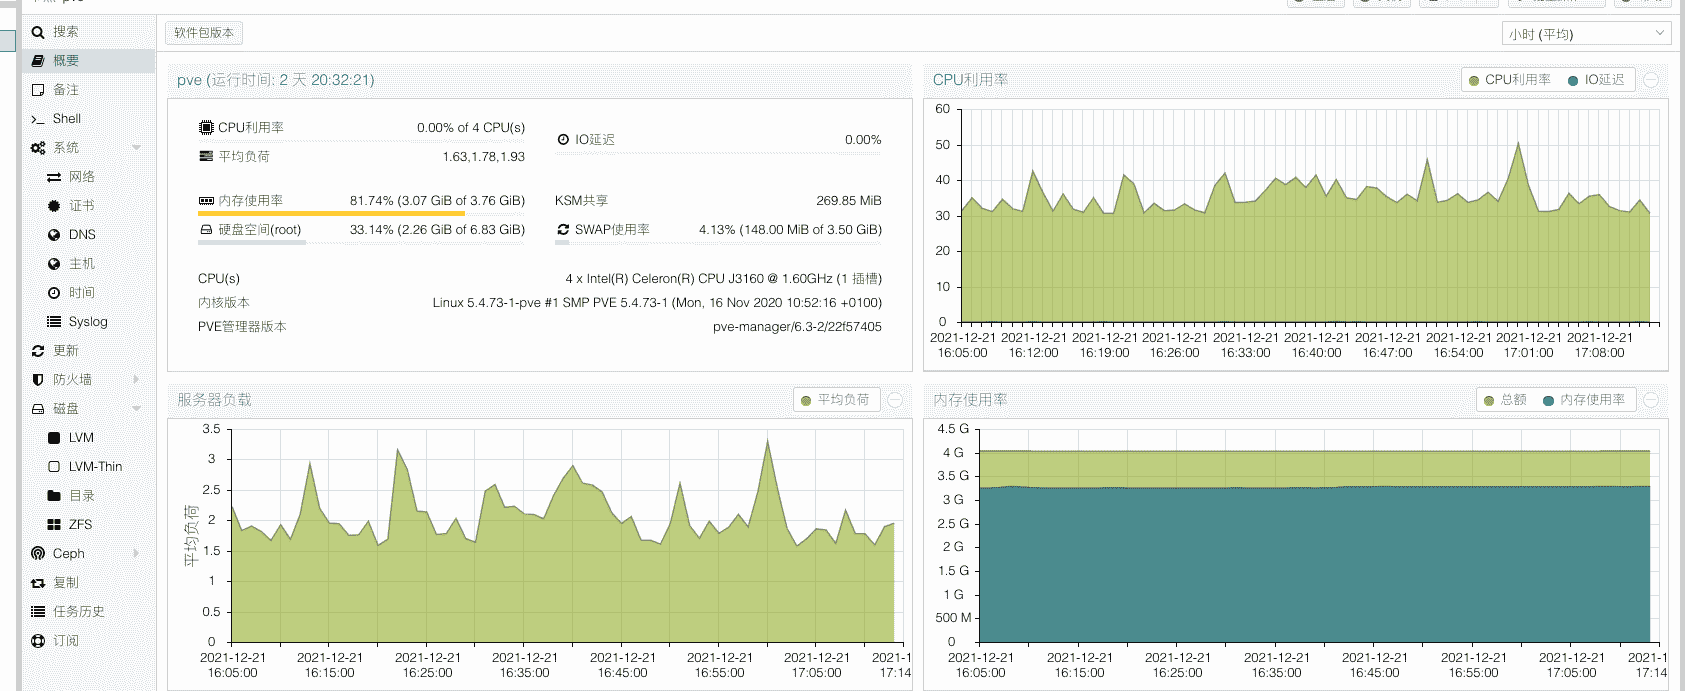 搜索
概要
备注
Shell
系统
网络
证书
DNS
主机
时间
Syslog
更新
防火墙
磁盘
LVM
LVM-Thin
目录
ZFS
Ceph
复制
任务历史
订阅
软件包版本
小时 (平均)
pve (运行时间: 2 天 20:32:21)
CPU利用率 0.00% of 4 CPU(s)
平均负荷 1.63,1.78,1.93
IO延迟 0.00%
内存使用率 81.74% (3.07 GiB of 3.76 GiB)
KSM共享 269.85 MiB
硬盘空间(root) 33.14% (2.26 GiB of 6.83 GiB)
SWAP使用率 4.13% (148.00 MiB of 3.50 GiB)
CPU(s) 4 x Intel(R) Celeron(R) CPU J3160 @ 1.60GHz (1 插槽)
内核版本 Linux 5.4.73-1-pve #1 SMP PVE 5.4.73-1 (Mon, 16 Nov 2020 10:52:16 +0100)
PVE管理器版本 pve-manager/6.3-2/22f57405
CPU利用率
CPU利用率 IO延迟
60
50
40
30
20
10
0
2021-12-21 2021-12-21 2021-12-21 2021-12-21 2021-12-21 2021-12-21 2021-12-21 2021-12-21 2021-12-21 2021-12-21
16:05:00 16:12:00 16:19:00 16:26:00 16:33:00 16:40:00 16:47:00 16:54:00 17:01:00 17:08:00
服务器负载
平均负荷
平均负荷
3.5
3
2.5
2
1.5
1
0.5
0
2021-12-21 2021-12-21 2021-12-21 2021-12-21 2021-12-21 2021-12-21 2021-12-21 2021-1
16:05:00 16:15:00 16:25:00 16:35:00 16:45:00 16:55:00 17:05:00 17:14
内存使用率
总额 内存使用率
4.5 G
4 G
3.5 G
3 G
2.5 G
2 G
1.5 G
1 G
500 M
0
2021-12-21 2021-12-21 2021-12-21 2021-12-21 2021-12-21 2021-12-21 2021-12-21 2021-1
16:05:00 16:15:00 16:25:00 16:35:00 16:45:00 16:55:00 17:05:00 17:14